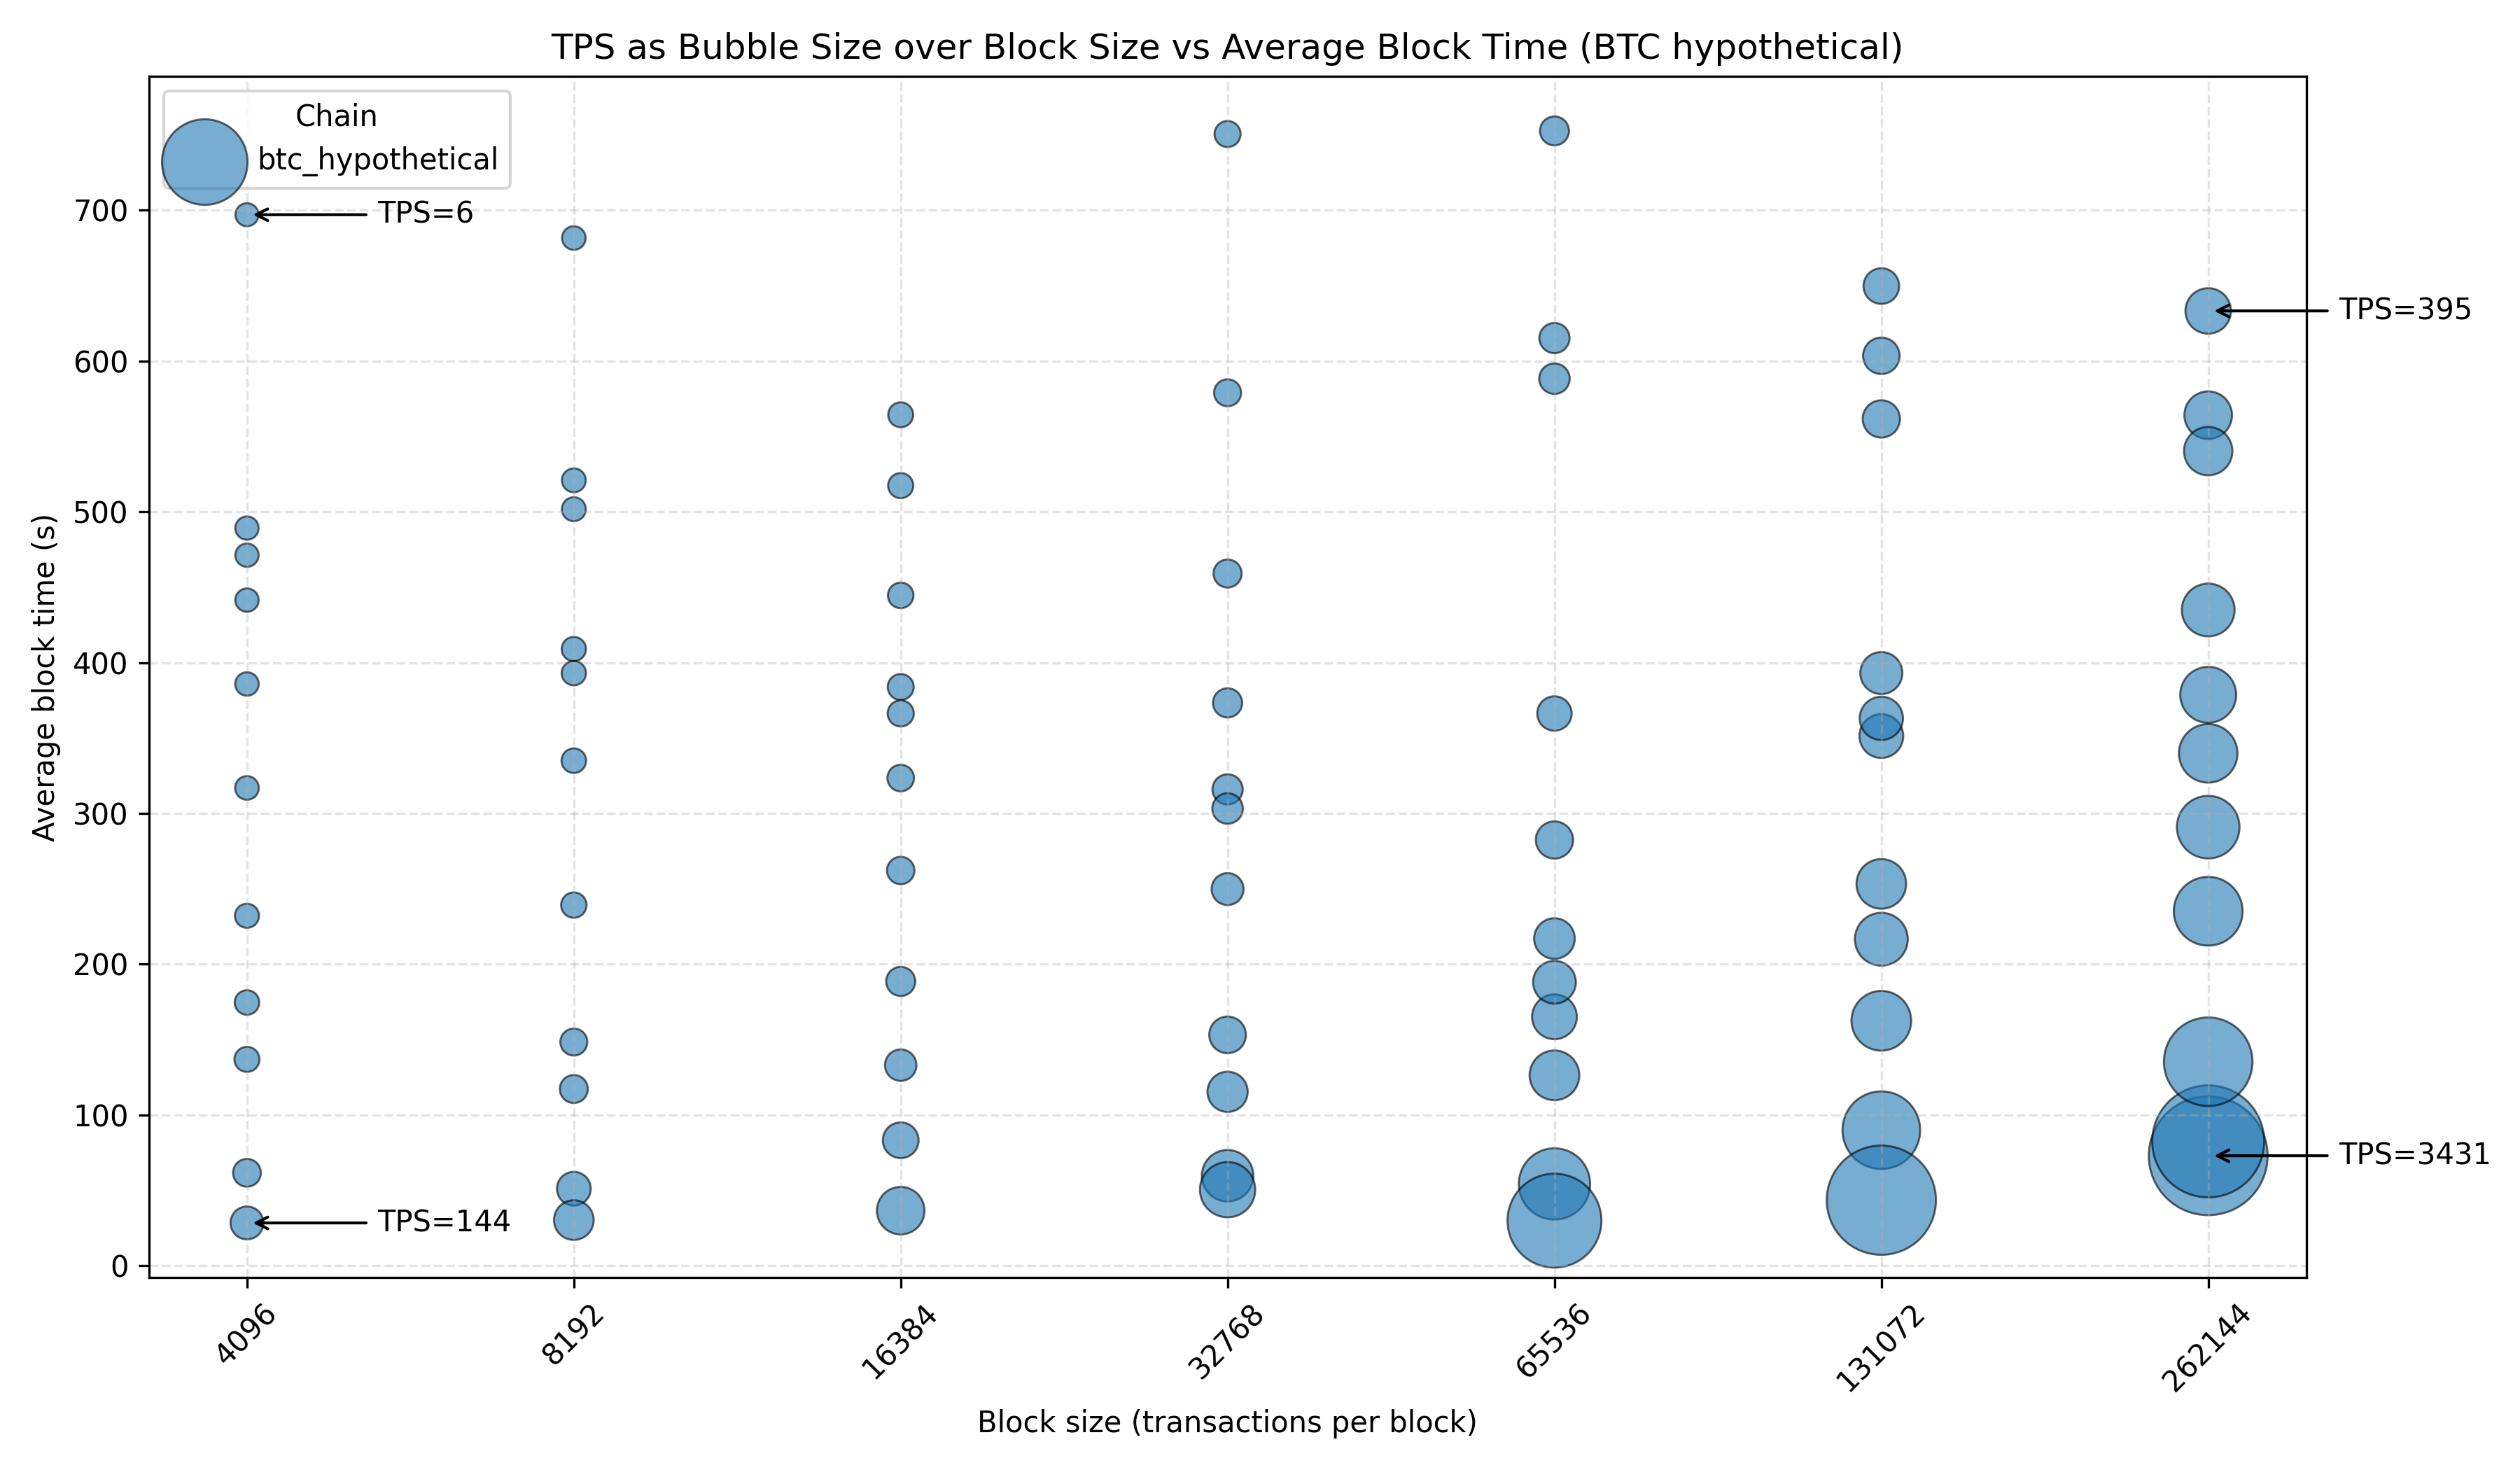 TPS as Bubble Size over Block Size vs Average Block Time (BTC hypothetical)
Chain
btc_hypothetical
TPS=6
TPS=395
TPS=3431
TPS=144
Average block time (s)
700
600
500
400
300
200
100
0
4096
8192
16384
32768
65536
131072
262144
Block size (transactions per block)